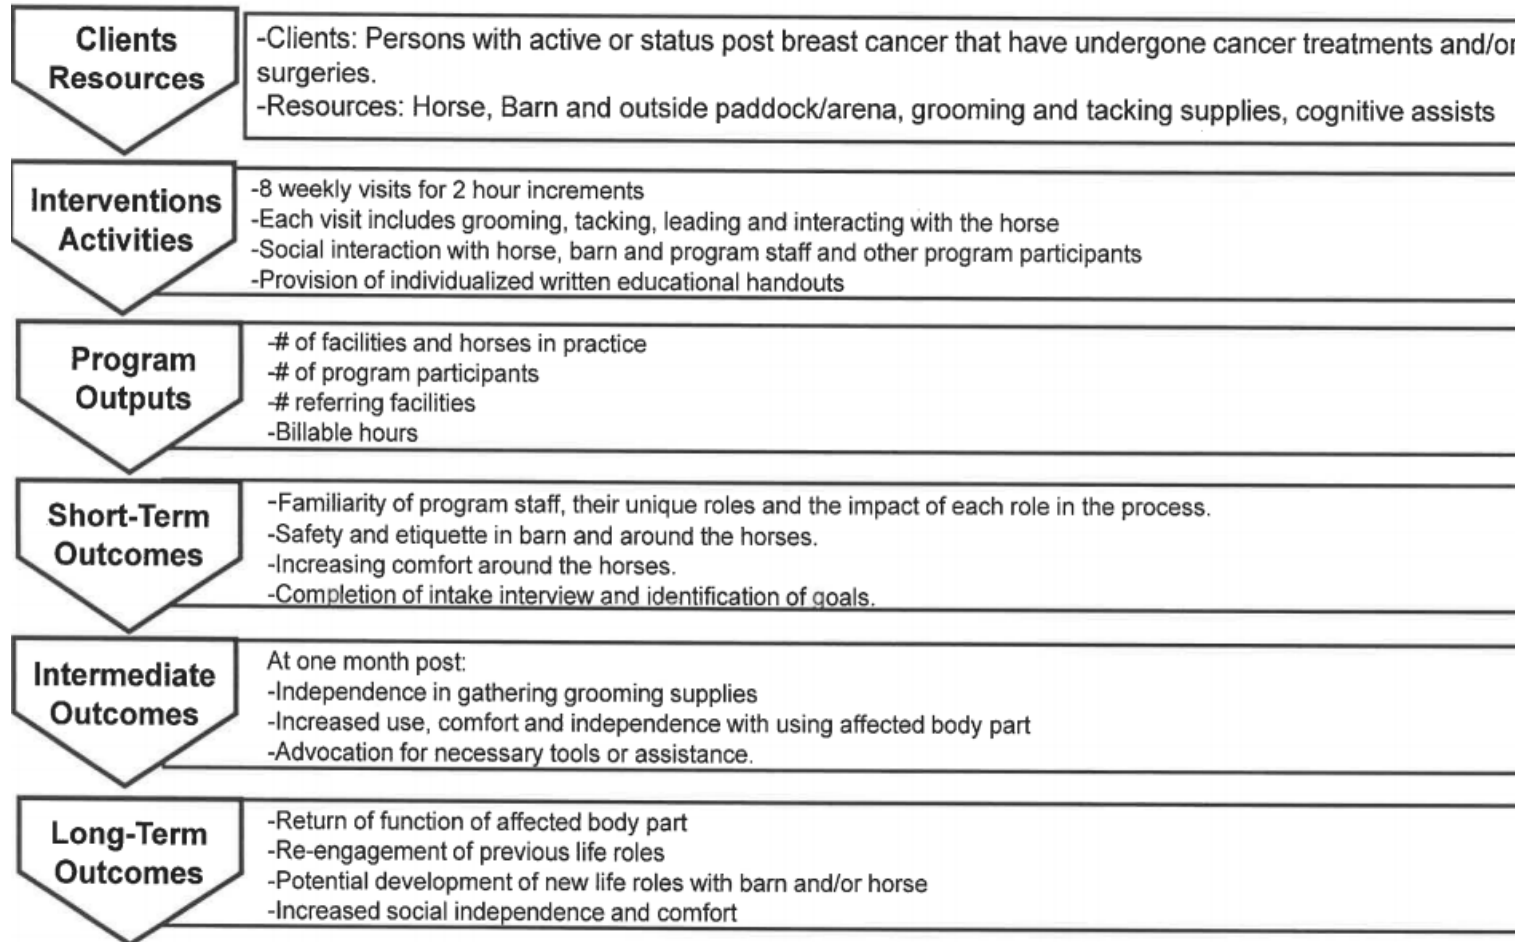 Clients
Resources
-Clients: Persons with active or status post breast cancer that have undergone cancer treatments and/or
surgeries.
-Resources: Horse, Barn and outside paddock/arena, grooming and tacking supplies, cognitive assists
Interventions
Activities
-8 weekly visits for 2 hour increments
-Each visit includes grooming, tacking, leading and interacting with the horse
-Social interaction with horse, barn and program staff and other program participants
-Provision of individualized written educational handouts
Program
Outputs
-# of facilities and horses in practice
-# of program participants
-# referring facilities
-Billable hours
Short-Term
Outcomes
-Familiarity of program staff, their unique roles and the impact of each role in the process.
-Safety and etiquette in barn and around the horses.
-Increasing comfort around the horses.
-Completion of intake interview and identification of goals.
Intermediate
Outcomes
At one month post:
-Independence in gathering grooming supplies
-Increased use, comfort and independence with using affected body part
-Advocation for necessary tools or assistance.
Long-Term
Outcomes
-Return of function of affected body part
-Re-engagement of previous life roles
-Potential development of new life roles with barn and/or horse
-Increased social independence and comfort